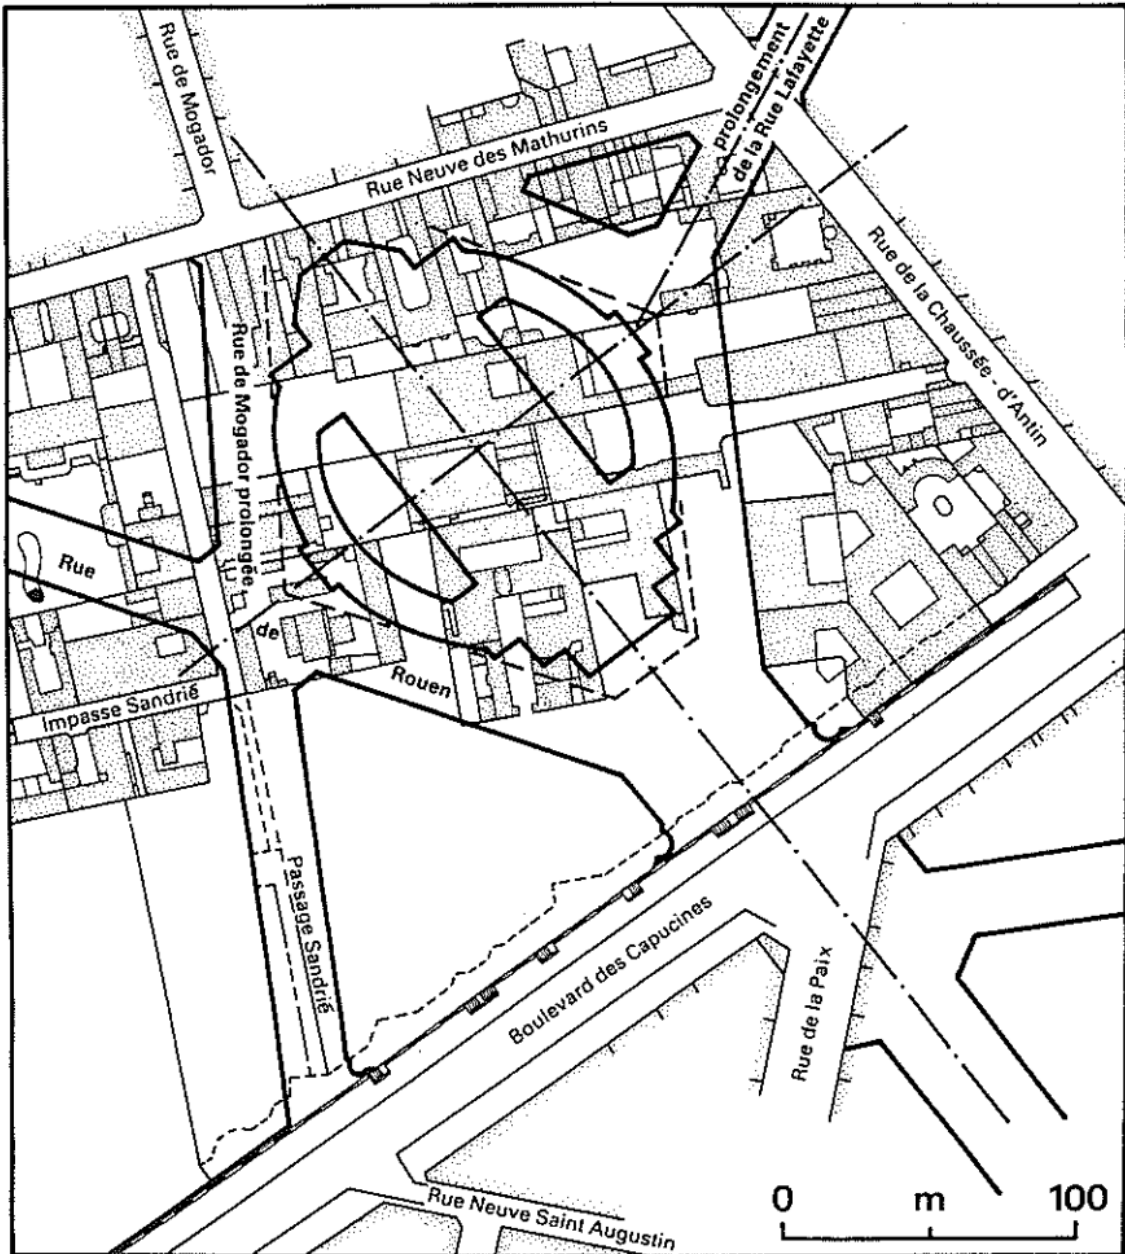 Rue de Mogador
prolongement
de la Rue Lafayette
Rue Neuve des Mathurins
Rue de la Chaussée - d'Antin
Rue de Mogador prolongée
Rue
de
Rouen
Impasse Sandrié
Passage Sandrié
Boulevard des Capucines
Rue de la Paix
Rue Neuve Saint Augustin
0 m 100